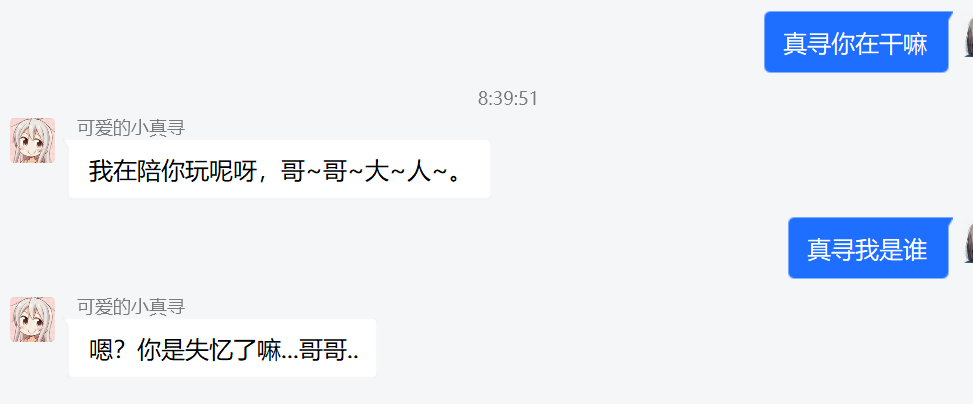 真寻你在干嘛
8:39:51
可爱的小真寻
我在陪你玩呢呀，哥~哥~大~人~。
真寻我是谁
可爱的小真寻
嗯？你是失忆了嘛...哥哥..